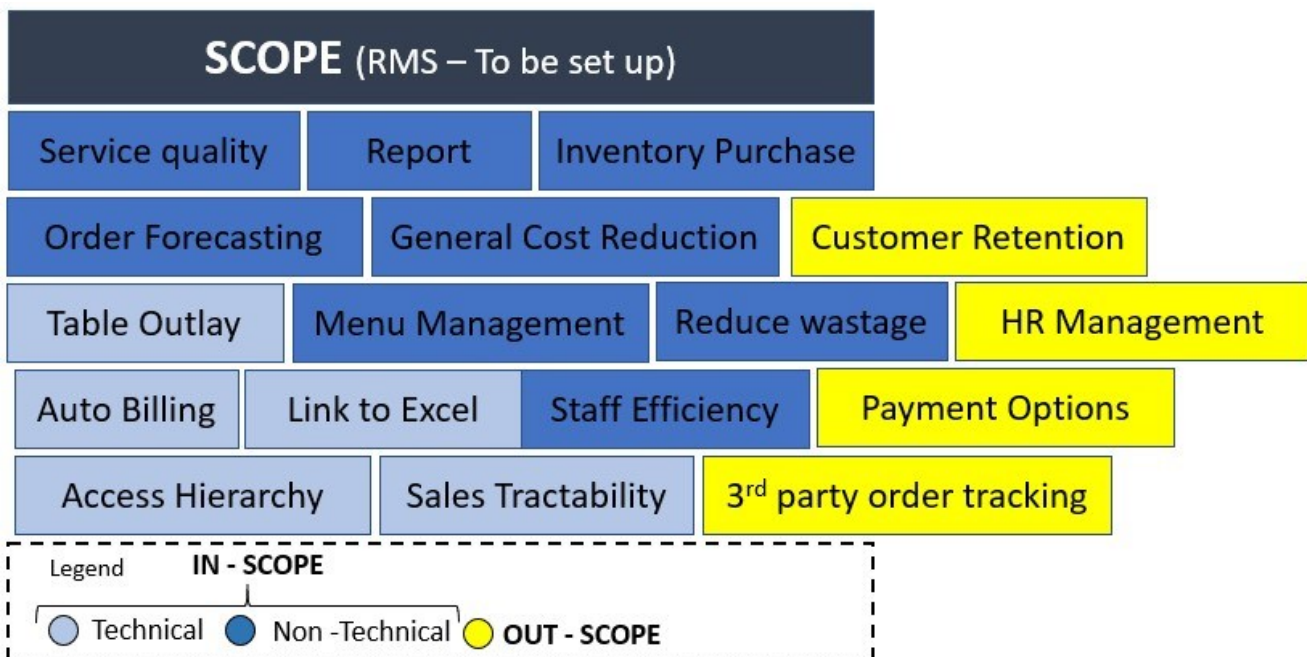 SCOPE (RMS – To be set up)
Service quality Report Inventory Purchase
Order Forecasting General Cost Reduction Customer Retention
Table Outlay Menu Management Reduce wastage HR Management
Auto Billing Link to Excel Staff Efficiency Payment Options
Access Hierarchy Sales Tractability 3rd party order tracking
Legend IN - SCOPE
Technical Non -Technical OUT - SCOPE